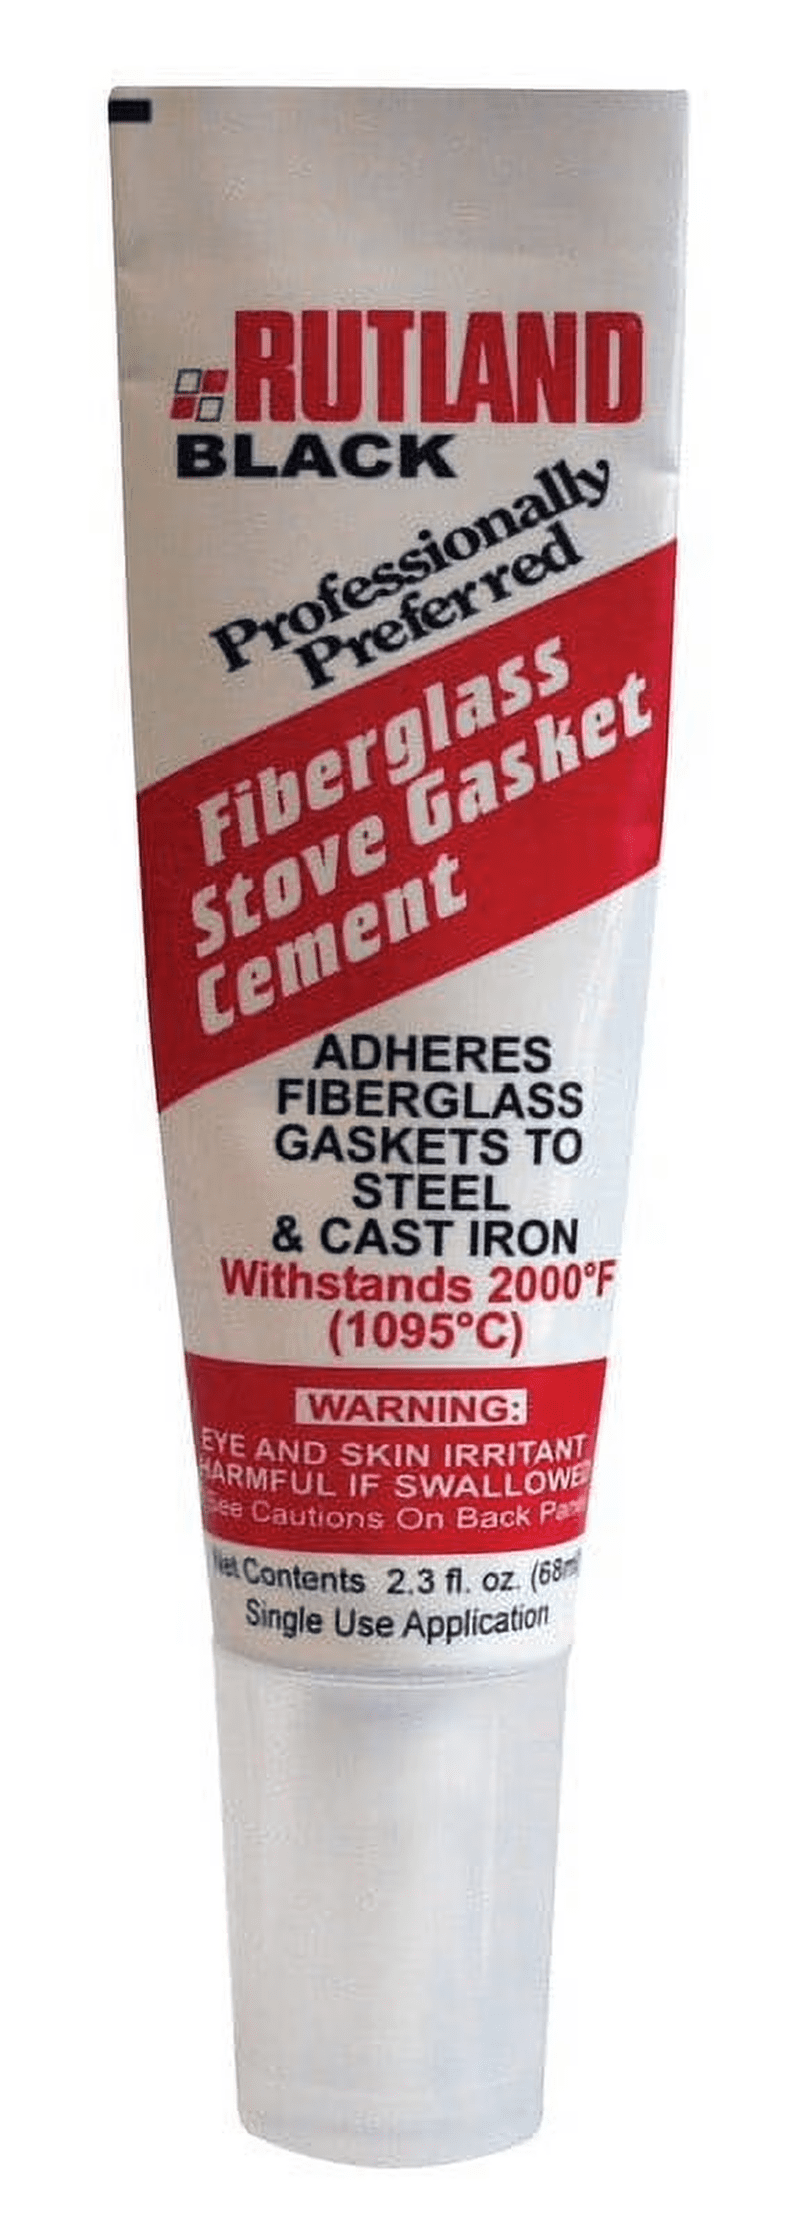 RUTLAND
BLACK
Professionally
Preferred
Fiberglass
Stove Gasket
Cement
ADHERES
FIBERGLASS
GASKETS TO
STEEL
& CAST IRON
Withstands 2000°F
(1095°C)
WARNING:
EYE AND SKIN IRRITANT
HARMFUL IF SWALLOWED
See Cautions On Back Panel
Net Contents 2.3 fl. oz. (68ml)
Single Use Application